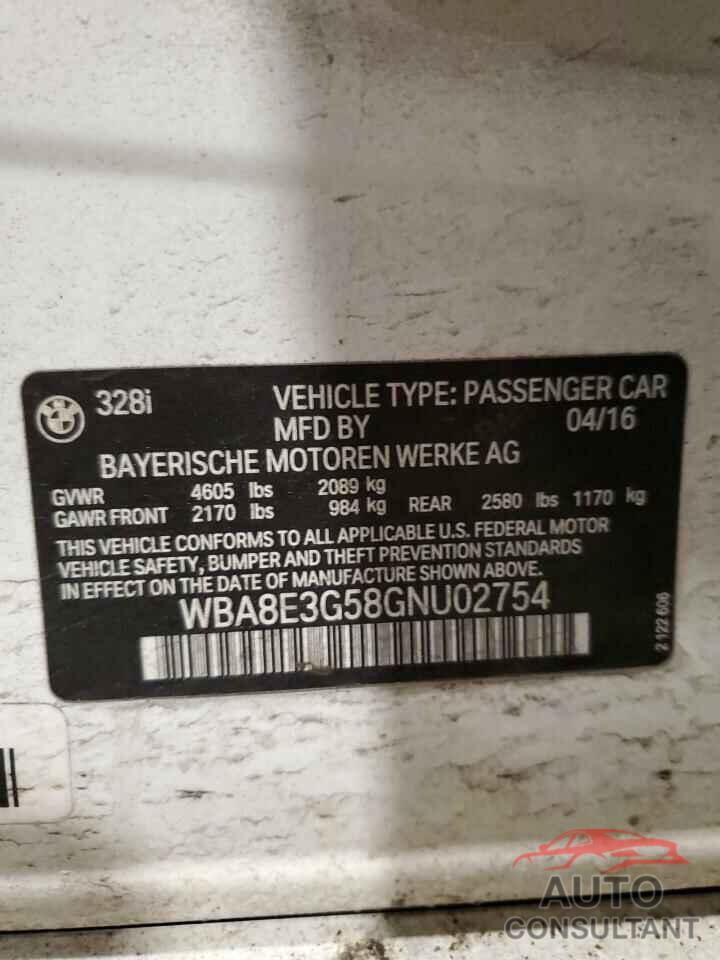 328i VEHICLE TYPE: PASSENGER CAR
MFD BY 04/16
BAYERISCHE MOTOREN WERKE AG
GVWR 4605 lbs 2089 kg
GAWR FRONT 2170 lbs 984 kg REAR 2580 lbs 1170 kg
THIS VEHICLE CONFORMS TO ALL APPLICABLE U.S. FEDERAL MOTOR
VEHICLE SAFETY, BUMPER AND THEFT PREVENTION STANDARDS
IN EFFECT ON THE DATE OF MANUFACTURE SHOWN ABOVE.
WBA8E3G58GNU02754
2 122 606
AUTO
CONSULTANT